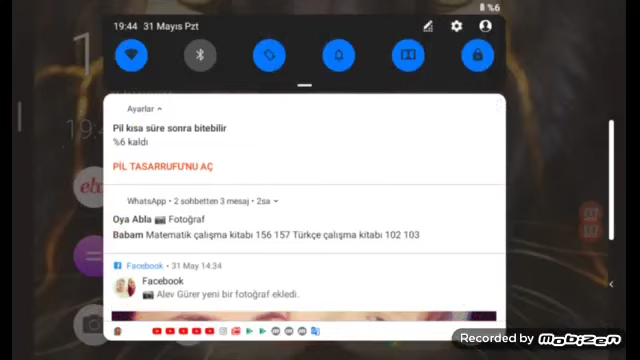 %6
19:44 31 Mayıs Pzt
Ayarlar
Pil kısa süre sonra bitebilir
%6 kaldı
PİL TASARRUFU'NU AÇ
WhatsApp • 2 sohbetten 3 mesaj • 2sa
Oya Abla 📷 Fotoğraf
Babam Matematik çalışma kitabı 156 157 Türkçe çalışma kitabı 102 103
Facebook • 31 May 14:34
Facebook
📷 Alev Gürer yeni bir fotoğraf ekledi.
Recorded by MOBIZEN